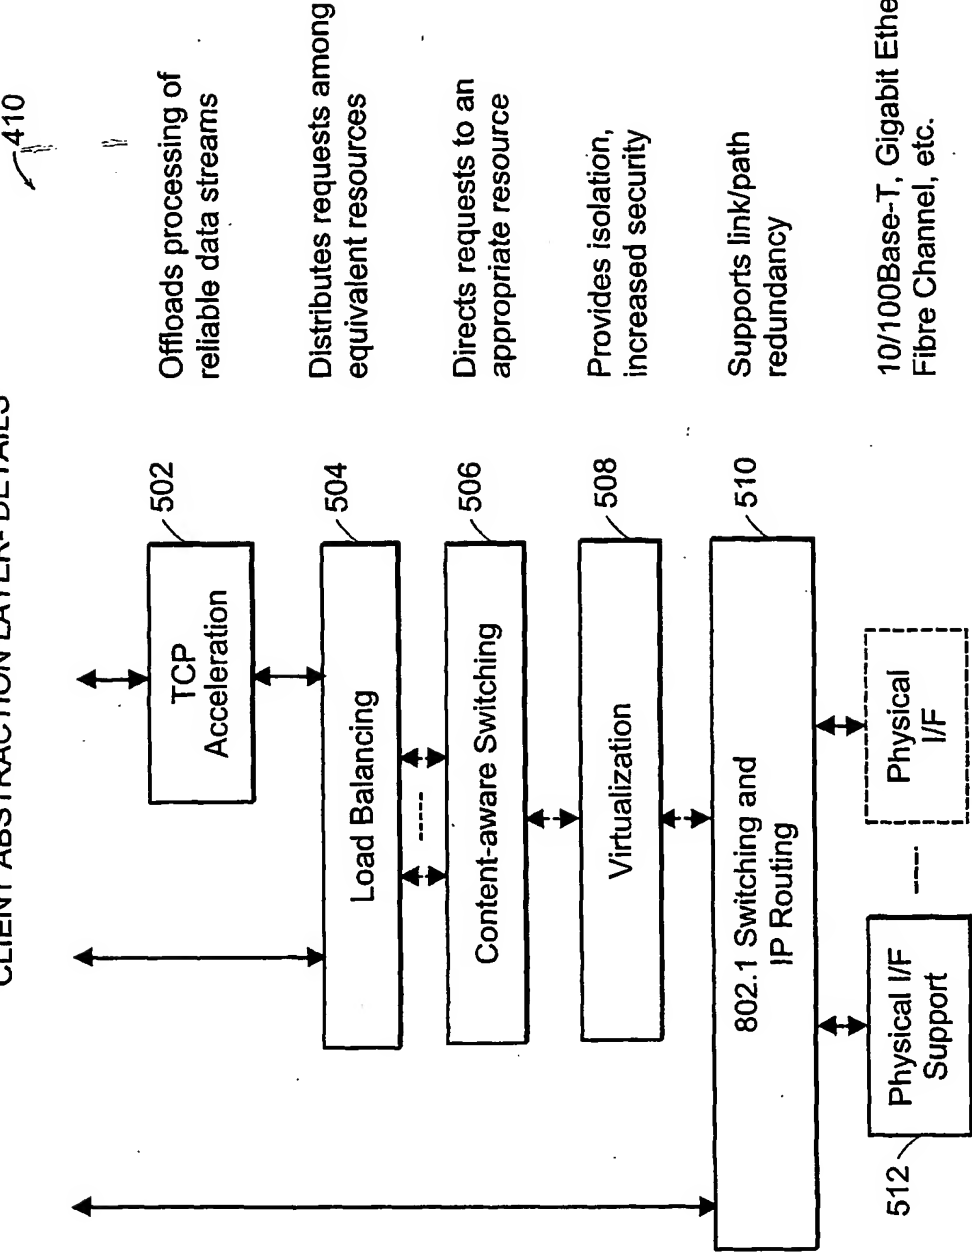 410
CLIENT ABSTRACTION LAYER- DETAILS
TCP
Acceleration
502
Offloads processing of
reliable data streams
Load Balancing
504
Distributes requests among
equivalent resources
Content-aware Switching
506
Directs requests to an
appropriate resource
Virtualization
508
Provides isolation,
increased security
802.1 Switching and
IP Routing
510
Supports link/path
redundancy
512
Physical I/F
Support
Physical
I/F
10/100Base-T, Gigabit Ethe
Fibre Channel, etc.